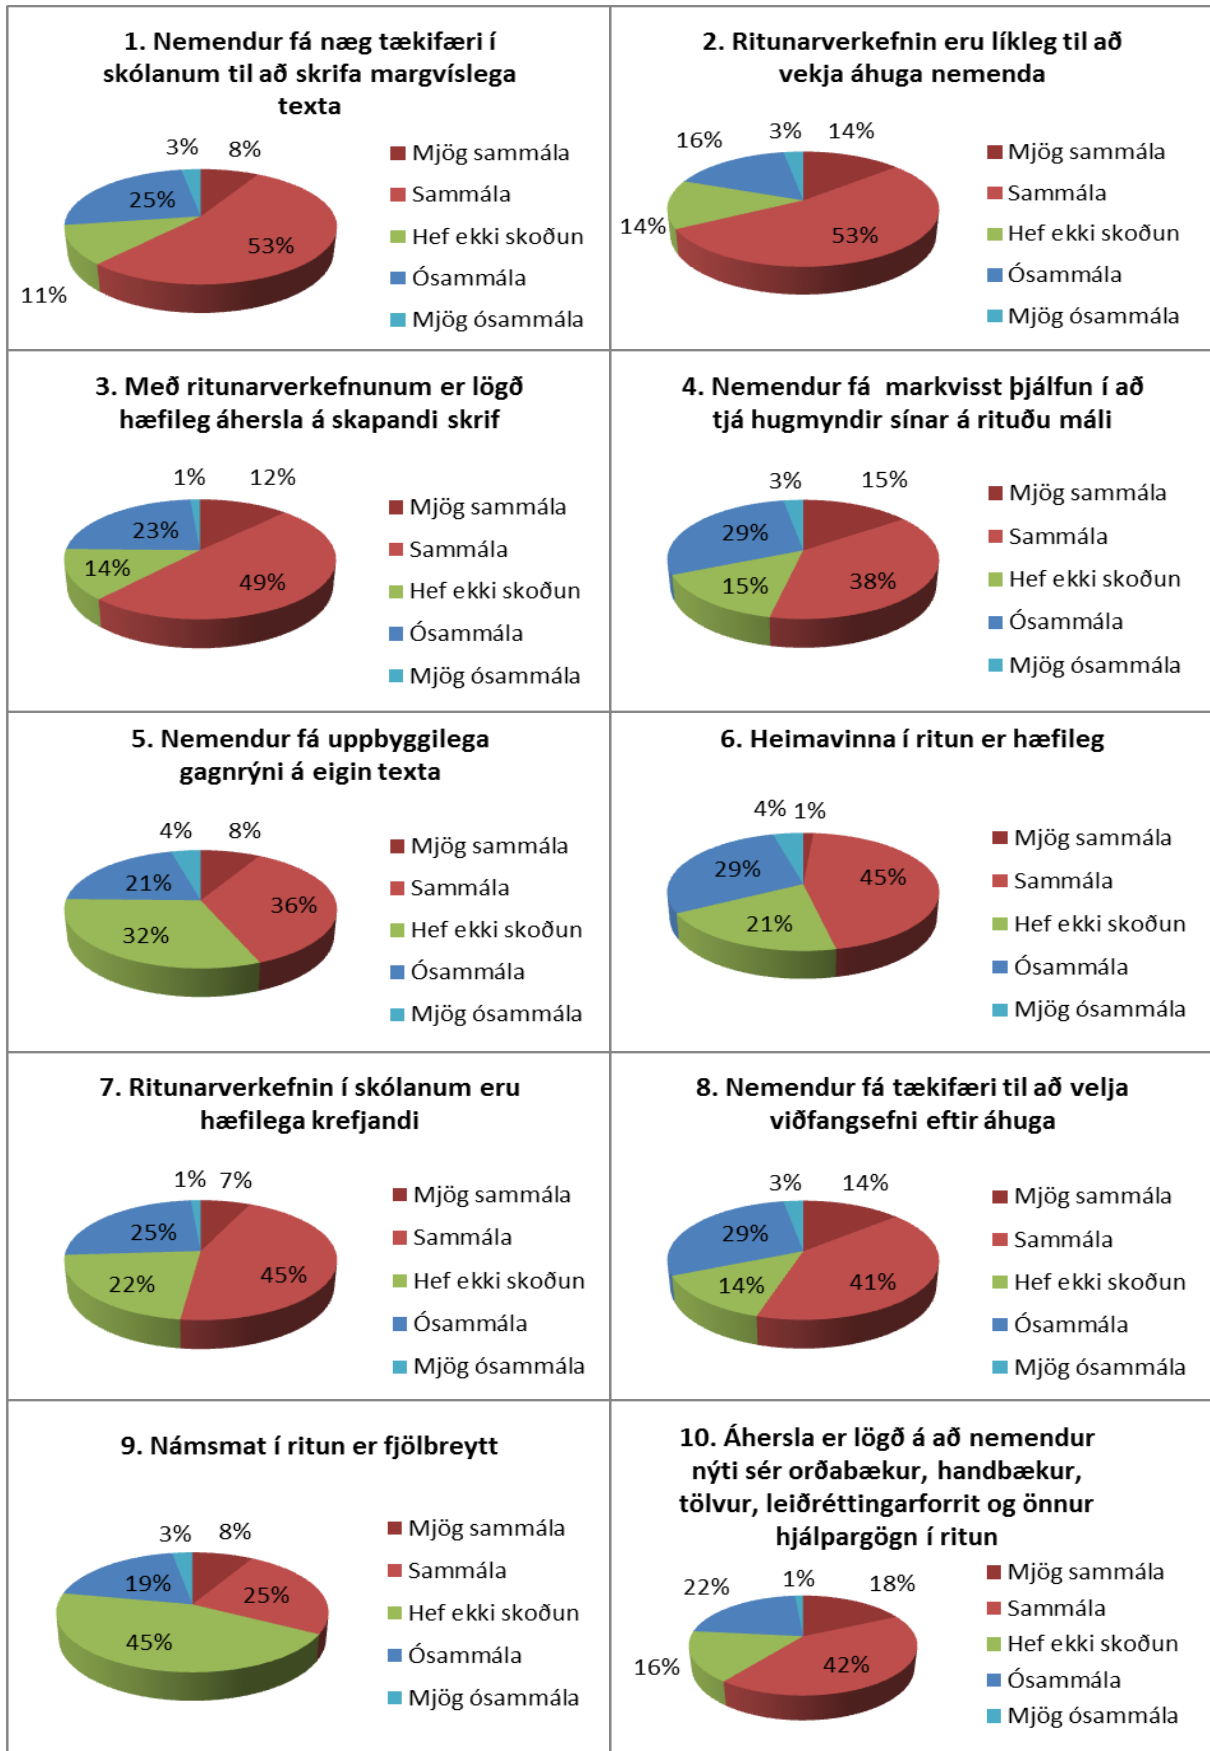 1. Nemendur fá næg tækifæri í
skólanum til að skrifa margvíslega
texta
3%
8%
25%
53%
11%
Mjög sammála
Sammála
Hef ekki skoðun
Ósammála
Mjög ósammála
2. Ritunarverkefnin eru líkleg til að
vekja áhuga nemenda
16%
3%
14%
14%
53%
Mjög sammála
Sammála
Hef ekki skoðun
Ósammála
Mjög ósammála
3. Með ritunarverkefnunum er lögð
hæfileg áhersla á skapandi skrif
1%
12%
23%
14%
49%
Mjög sammála
Sammála
Hef ekki skoðun
Ósammála
Mjög ósammála
4. Nemendur fá markvisst þjálfun í að
tjá hugmyndir sínar á rituðu máli
3%
15%
29%
15%
38%
Mjög sammála
Sammála
Hef ekki skoðun
Ósammála
Mjög ósammála
5. Nemendur fá uppbyggilega
gagnrýni á eigin texta
4%
8%
21%
36%
32%
Mjög sammála
Sammála
Hef ekki skoðun
Ósammála
Mjög ósammála
6. Heimavinna í ritun er hæfileg
4%
1%
29%
45%
21%
Mjög sammála
Sammála
Hef ekki skoðun
Ósammála
Mjög ósammála
7. Ritunarverkefnin í skólanum eru
hæfilega krefjandi
1%
7%
25%
45%
22%
Mjög sammála
Sammála
Hef ekki skoðun
Ósammála
Mjög ósammála
8. Nemendur fá tækifæri til að velja
viðfangsefni eftir áhuga
3%
14%
29%
14%
41%
Mjög sammála
Sammála
Hef ekki skoðun
Ósammála
Mjög ósammála
9. Námsmat í ritun er fjölbreytt
3%
8%
19%
25%
45%
Mjög sammála
Sammála
Hef ekki skoðun
Ósammála
Mjög ósammála
10. Áhersla er lögð á að nemendur
nýti sér orðabækur, handbækur,
tölvur, leiðréttingarforrit og önnur
hjálpargögn í ritun
22%
1%
18%
16%
42%
Mjög sammála
Sammála
Hef ekki skoðun
Ósammála
Mjög ósammála